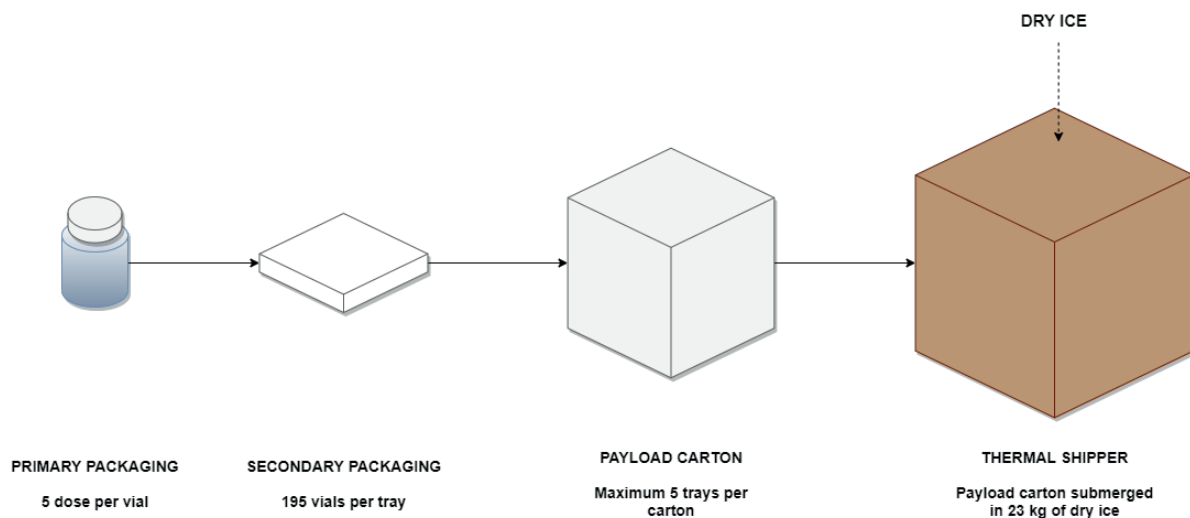 DRY ICE
PRIMARY PACKAGING
5 dose per vial
SECONDARY PACKAGING
195 vials per tray
PAYLOAD CARTON
Maximum 5 trays per
carton
THERMAL SHIPPER
Payload carton submerged
in 23 kg of dry ice